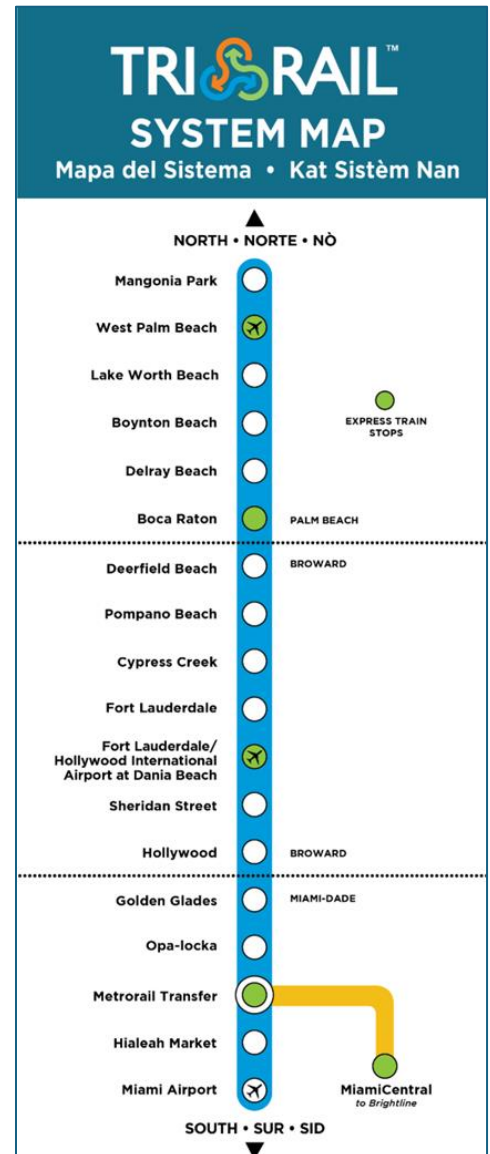 TRI RAIL™
SYSTEM MAP
Mapa del Sistema • Kat Sistèm Nan
NORTH • NORTE • NÒ
Mangonia Park
West Palm Beach
Lake Worth Beach
Boynton Beach
EXPRESS TRAIN
STOPS
Delray Beach
Boca Raton
PALM BEACH
Deerfield Beach
BROWARD
Pompano Beach
Cypress Creek
Fort Lauderdale
Fort Lauderdale/
Hollywood International
Airport at Dania Beach
Sheridan Street
Hollywood
BROWARD
Golden Glades
MIAMI-DADE
Opa-locka
Metrorail Transfer
Hialeah Market
Miami Airport
MiamiCentral
to Brightline
SOUTH • SUR • SID